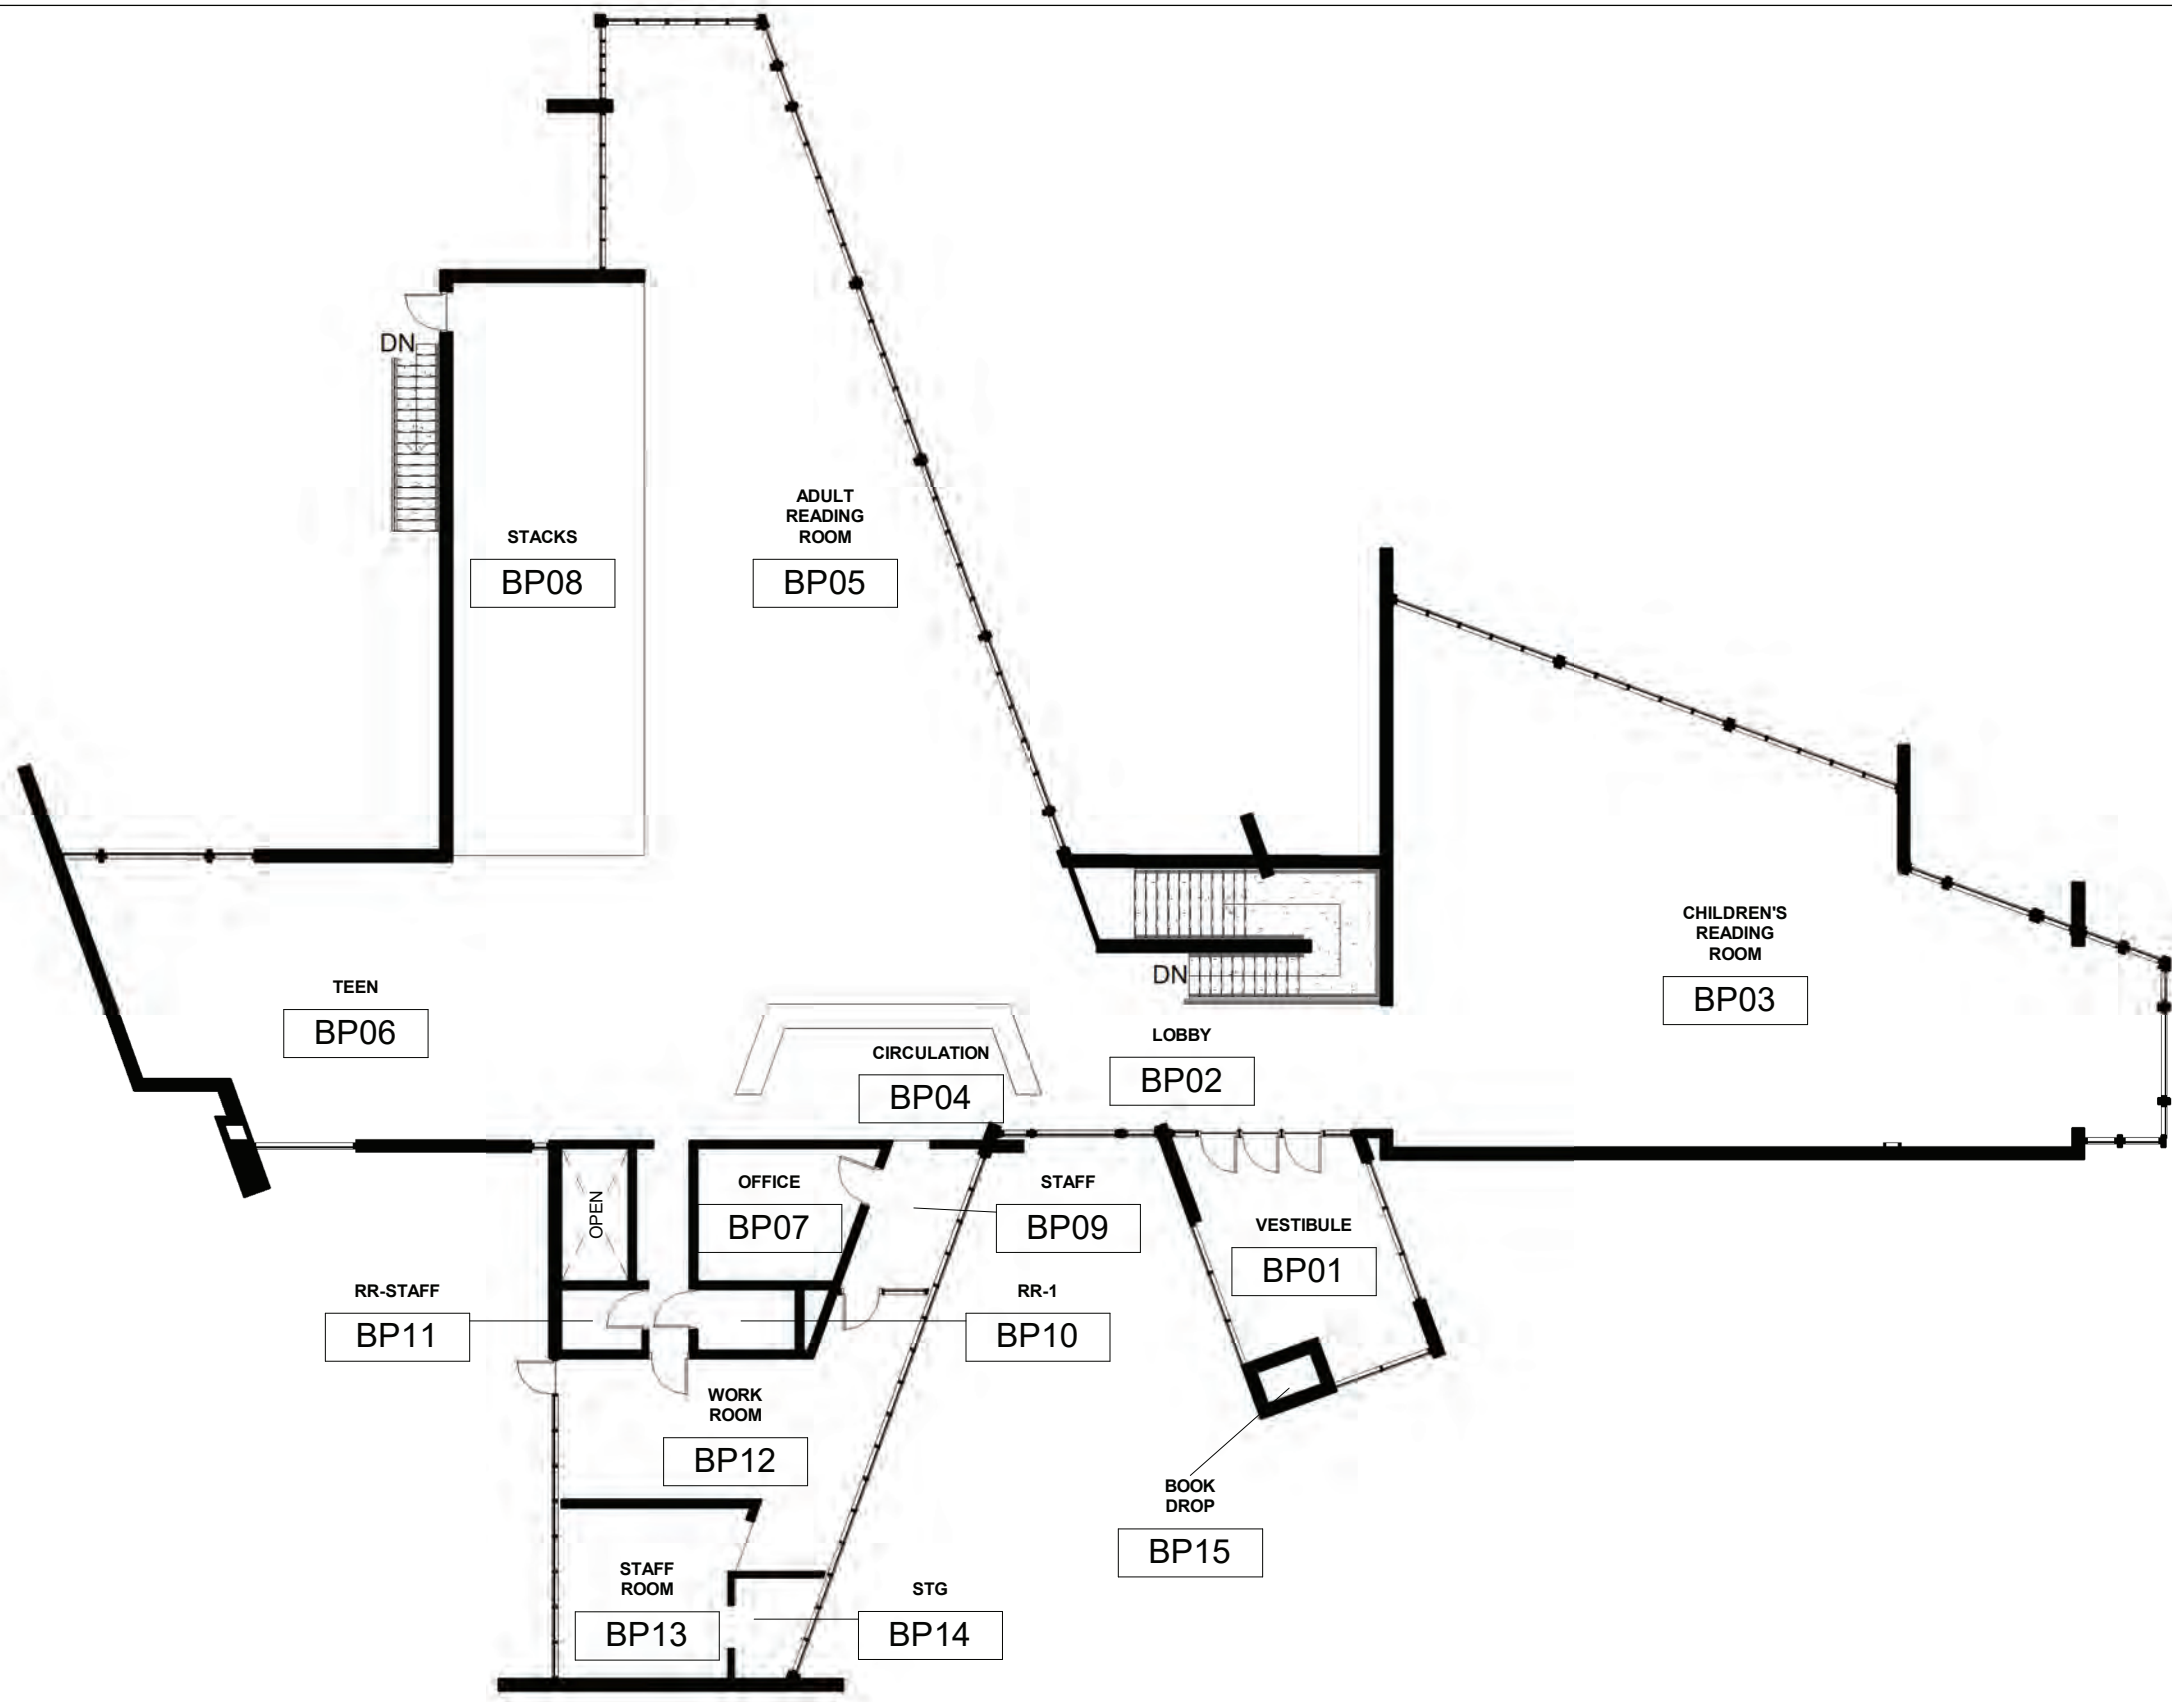 DN
ADULT
READING
ROOM
BP05
STACKS
BP08
CHILDREN'S
READING
ROOM
BP03
DN
TEEN
BP06
CIRCULATION
BP04
LOBBY
BP02
OPEN
OFFICE
BP07
STAFF
BP09
VESTIBULE
BP01
RR-STAFF
BP11
RR-1
BP10
WORK
ROOM
BP12
BOOK
DROP
BP15
STAFF
ROOM
BP13
STG
BP14